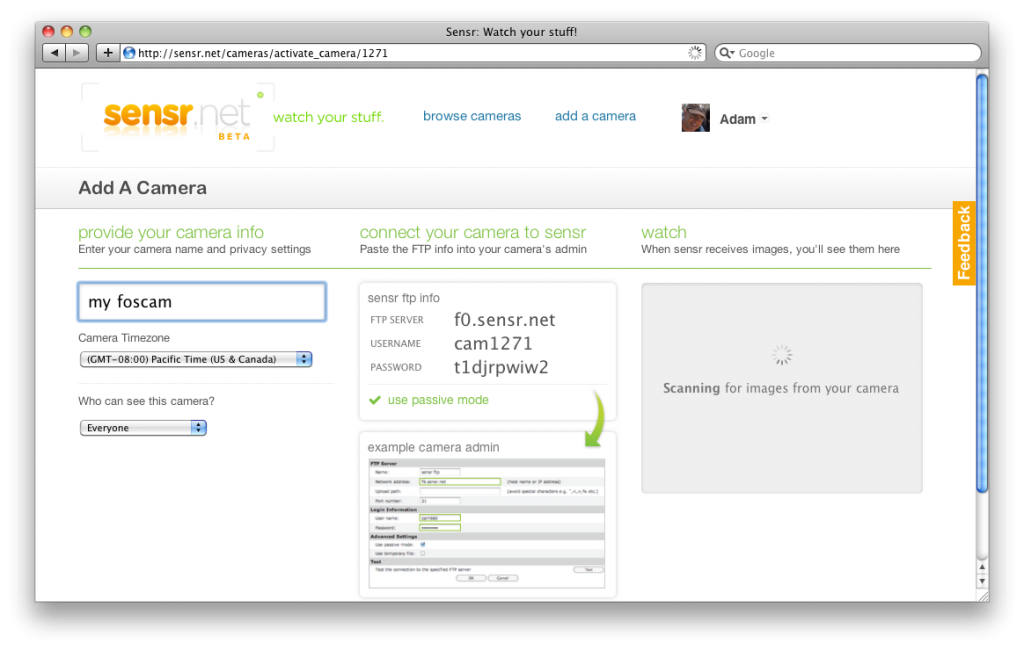 Sensr: Watch your stuff!
http://sensr.net/cameras/activate_camera/1271
Google
sensr.net
BETA
watch your stuff.
browse cameras
add a camera
Adam
Add A Camera
Feedback
provide your camera info
Enter your camera name and privacy settings
my foscam
Camera Timezone
(GMT-08:00) Pacific Time (US & Canada)
Who can see this camera?
Everyone
connect your camera to sensr
Paste the FTP info into your camera's admin
sensr ftp info
FTP SERVER f0.sensr.net
USERNAME cam1271
PASSWORD t1djrpwiw2
use passive mode
example camera admin
FTP Server
Name: sensr ftp
Network address: f0.sensr.net (host name or IP address)
Upload path:
Port number: 21
Login Information
User name:
Password:
Advanced Settings
Use passive mode:
Use temporary file:
Test
Test the connection to the specified FTP server Test
OK Cancel
watch
When sensr receives images, you'll see them here
Scanning for images from your camera